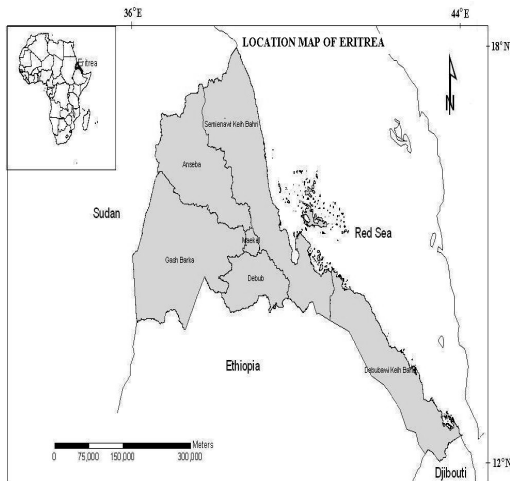 36°E
44°E
LOCATION MAP OF ERITREA
18°N
Eritrea
N
Semienawi Keih Bahri
Anseba
Sudan
Red Sea
Maekel
Gash Barka
Debub
Ethiopia
Debubawi Keih Bahri
Meters
0 75,000 150,000 300,000
12°N
Djibouti